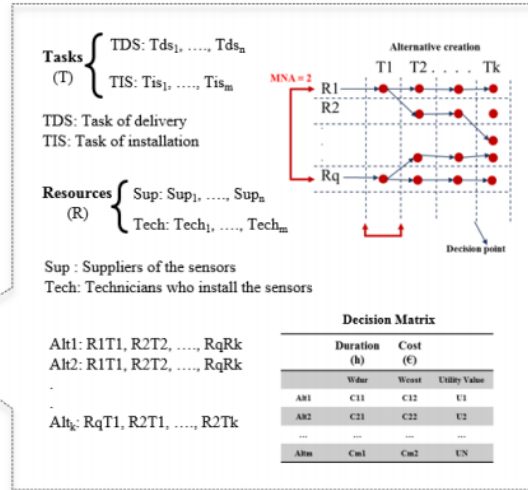 Tasks
(T)
TDS: Tds1, …., Tdsn
TIS: Tis1, …., Tism
TDS: Task of delivery
TIS: Task of installation
Resources
(R)
Sup: Sup1, …., Supn
Tech: Tech1, …., Techm
Sup : Suppliers of the sensors
Tech: Technicians who install the sensors
Alt1: R1T1, R2T2, …., RqRk
Alt2: R1T1, R2T2, …., RqRk
.
.
Altk: RqT1, R2T1, …., R2Tk
Alternative creation
T1 T2 . . . . Tk
MNA = 2
R1
R2
.
.
Rq
Decision point
Decision Matrix
Duration (h) Cost (€)
Wdur Wcost Utility Value
Alt1 C11 C12 U1
Alt2 C21 C22 U2
... ... ... ...
Altm Cm1 Cm2 UN